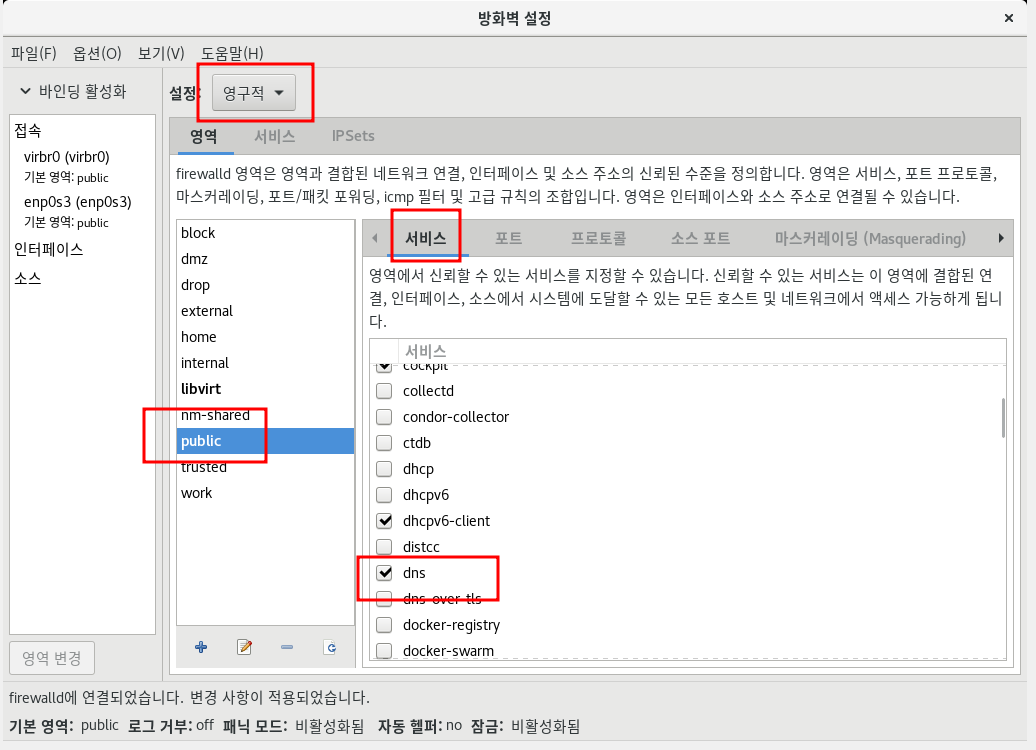 방화벽 설정
파일(F) 옵션(O) 보기(V) 도움말(H)
바인딩 활성화
접속
virbr0 (virbr0)
기본 영역: public
enp0s3 (enp0s3)
기본 영역: public
인터페이스
소스
영역 변경
설정: 영구적
영역 서비스 IPSets
firewalld 영역은 영역과 결합된 네트워크 연결, 인터페이스 및 소스 주소의 신뢰된 수준을 정의합니다. 영역은 서비스, 포트 프로토콜,
마스커레이딩, 포트/패킷 포워딩, icmp 필터 및 고급 규칙의 조합입니다. 영역은 인터페이스와 소스 주소로 연결될 수 있습니다.
block
dmz
drop
external
home
internal
libvirt
nm-shared
public
trusted
work
서비스 포트 프로토콜 소스 포트 마스커레이딩 (Masquerading)
영역에서 신뢰할 수 있는 서비스를 지정할 수 있습니다. 신뢰할 수 있는 서비스는 이 영역에 결합된 연
결, 인터페이스, 소스에서 시스템에 도달할 수 있는 모든 호스트 및 네트워크에서 액세스 가능하게 됩니
다.
서비스
cockpit
collectd
condor-collector
ctdb
dhcp
dhcpv6
dhcpv6-client
distcc
dns
dns-over-tls
docker-registry
docker-swarm
firewalld에 연결되었습니다. 변경 사항이 적용되었습니다.
기본 영역: public 로그 거부: off 패닉 모드: 비활성화됨 자동 헬퍼: no 잠금: 비활성화됨